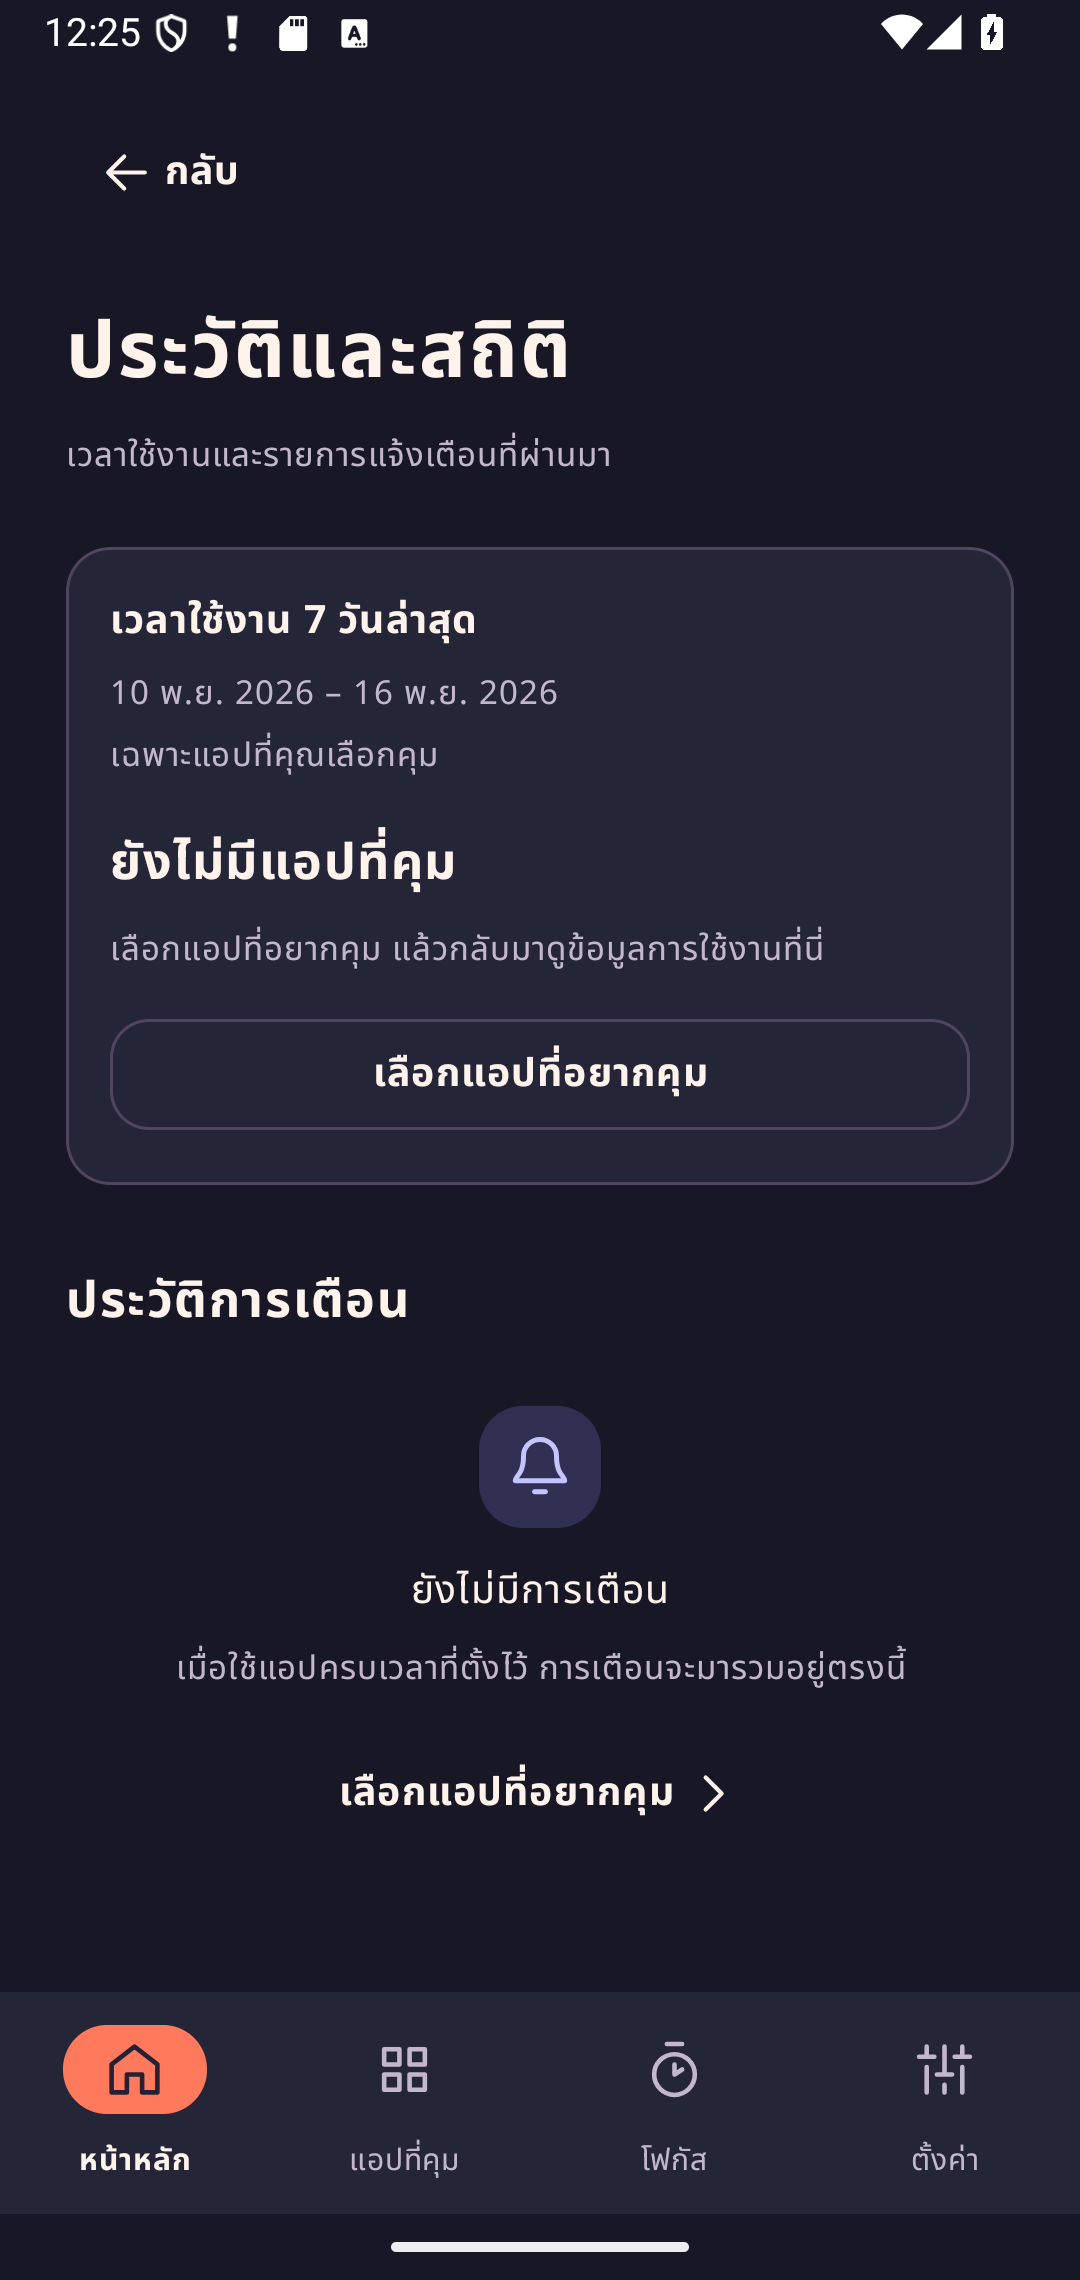 12:25
กลับ
ประวัติและสถิติ
เวลาใช้งานและรายการแจ้งเตือนที่ผ่านมา
เวลาใช้งาน 7 วันล่าสุด
10 พ.ย. 2026 – 16 พ.ย. 2026
เฉพาะแอปที่คุณเลือกคุม
ยังไม่มีแอปที่คุม
เลือกแอปที่อยากคุม แล้วกลับมาดูข้อมูลการใช้งานที่นี่
เลือกแอปที่อยากคุม
ประวัติการเตือน
ยังไม่มีการเตือน
เมื่อใช้แอปครบเวลาที่ตั้งไว้ การเตือนจะมารวมอยู่ตรงนี้
เลือกแอปที่อยากคุม
หน้าหลัก
แอปที่คุม
โฟกัส
ตั้งค่า